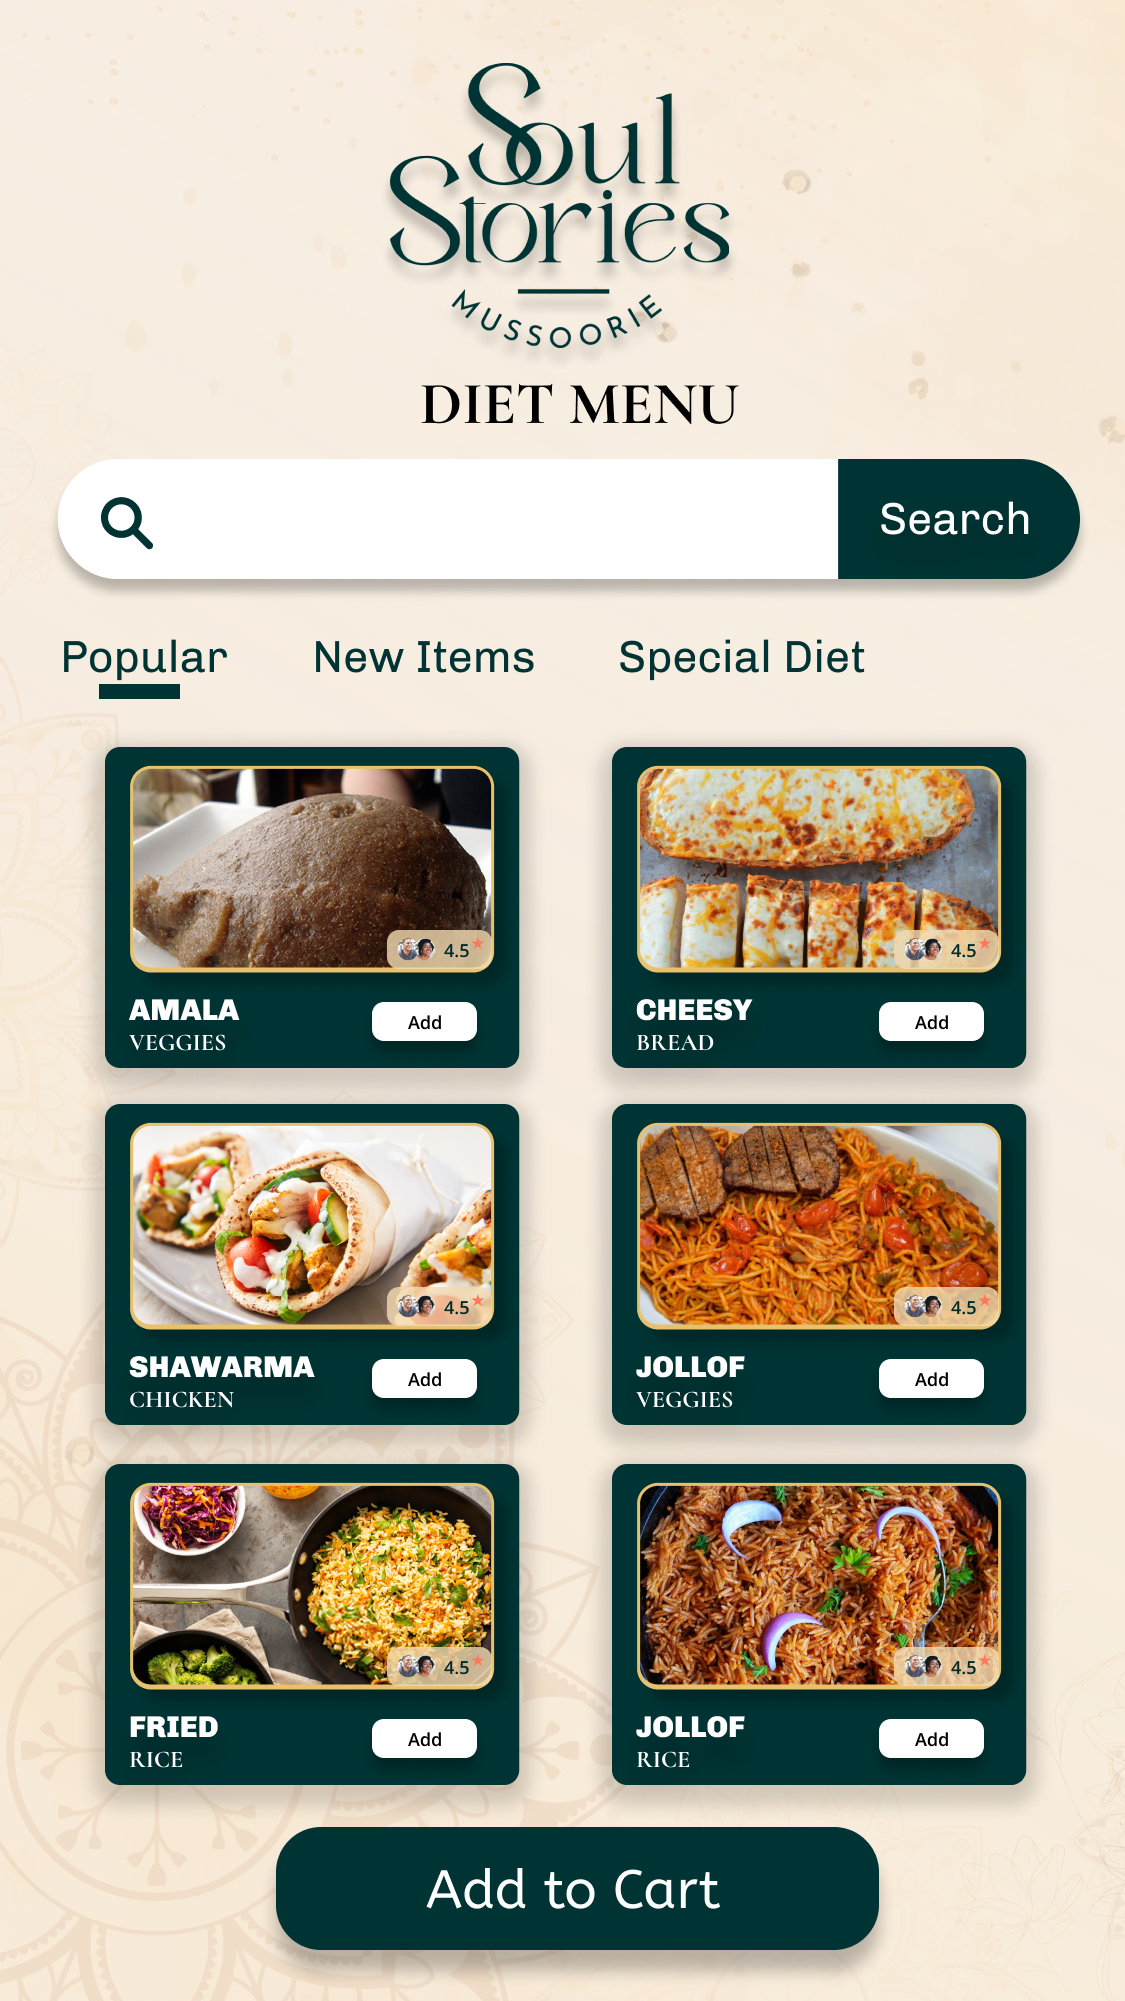 Soul
Stories
MUSSOORIE
DIET MENU
Search
Popular New Items Special Diet
4.5 4.5
AMALA CHEESY
VEGGIES Add BREAD Add
4.5 4.5
SHAWARMA JOLLOF
CHICKEN Add VEGGIES Add
4.5 4.5
FRIED JOLLOF
RICE Add RICE Add
Add to Cart